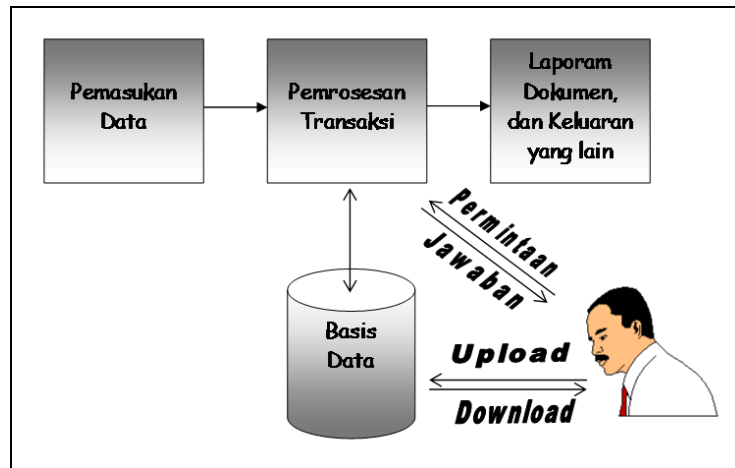 Pemasukan
Data
Pemrosesan
Transaksi
Laporam
Dokumen,
dan Keluaran
yang lain
Permintaan
Jawaban
Basis
Data
Upload
Download